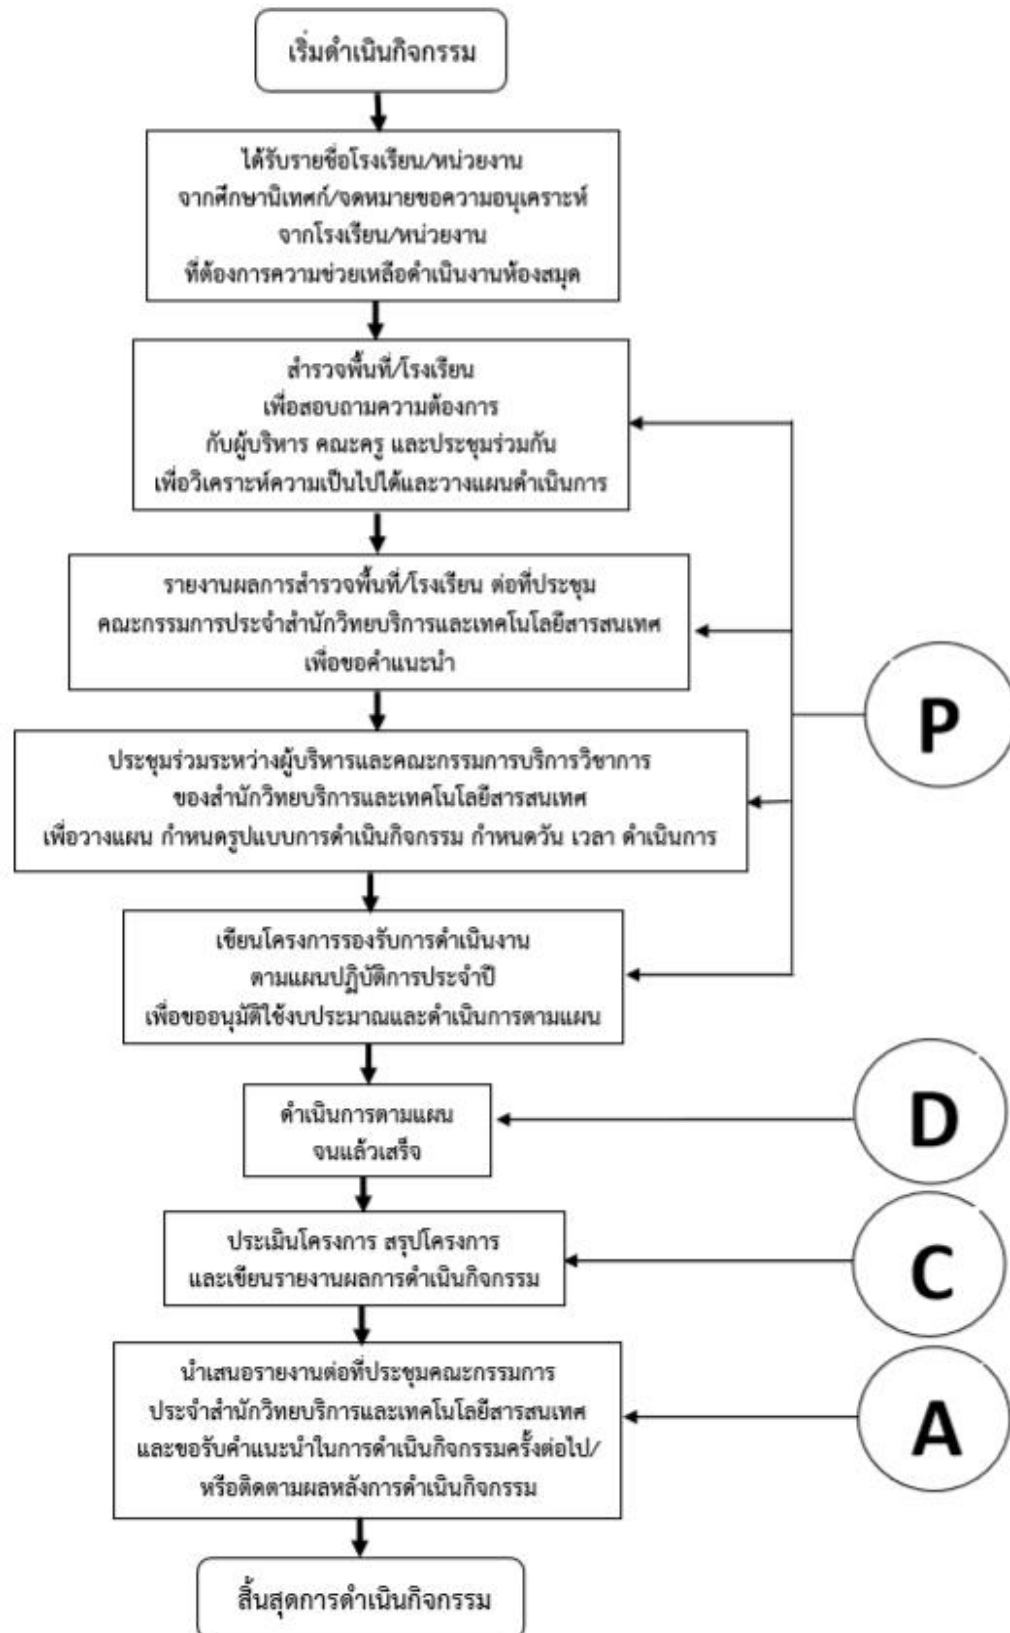 เริ่มดำเนินกิจกรรม
ได้รับรายชื่อโรงเรียน/หน่วยงาน
จากศึกษานิเทศก์/จดหมายขอความอนุเคราะห์
จากโรงเรียน/หน่วยงาน
ที่ต้องการความช่วยเหลือดำเนินงานห้องสมุด
สำรวจพื้นที่/โรงเรียน
เพื่อสอบถามความต้องการ
กับผู้บริหาร คณะครู และประชุมร่วมกัน
เพื่อวิเคราะห์ความเป็นไปได้และวางแผนดำเนินการ
รายงานผลการสำรวจพื้นที่/โรงเรียน ต่อที่ประชุม
คณะกรรมการประจำสำนักวิทยบริการและเทคโนโลยีสารสนเทศ
เพื่อขอคำแนะนำ
P
ประชุมร่วมระหว่างผู้บริหารและคณะกรรมการบริการวิชาการ
ของสำนักวิทยบริการและเทคโนโลยีสารสนเทศ
เพื่อวางแผน กำหนดรูปแบบการดำเนินกิจกรรม กำหนดวัน เวลา ดำเนินการ
เขียนโครงการรองรับการดำเนินงาน
ตามแผนปฏิบัติการประจำปี
เพื่อขออนุมัติใช้งบประมาณและดำเนินการตามแผน
ดำเนินการตามแผน
จนแล้วเสร็จ
D
ประเมินโครงการ สรุปโครงการ
และเขียนรายงานผลการดำเนินกิจกรรม
C
นำเสนอรายงานต่อที่ประชุมคณะกรรมการ
ประจำสำนักวิทยบริการและเทคโนโลยีสารสนเทศ
และขอรับคำแนะนำในการดำเนินกิจกรรมครั้งต่อไป/
หรือติดตามผลหลังการดำเนินกิจกรรม
A
สิ้นสุดการดำเนินกิจกรรม